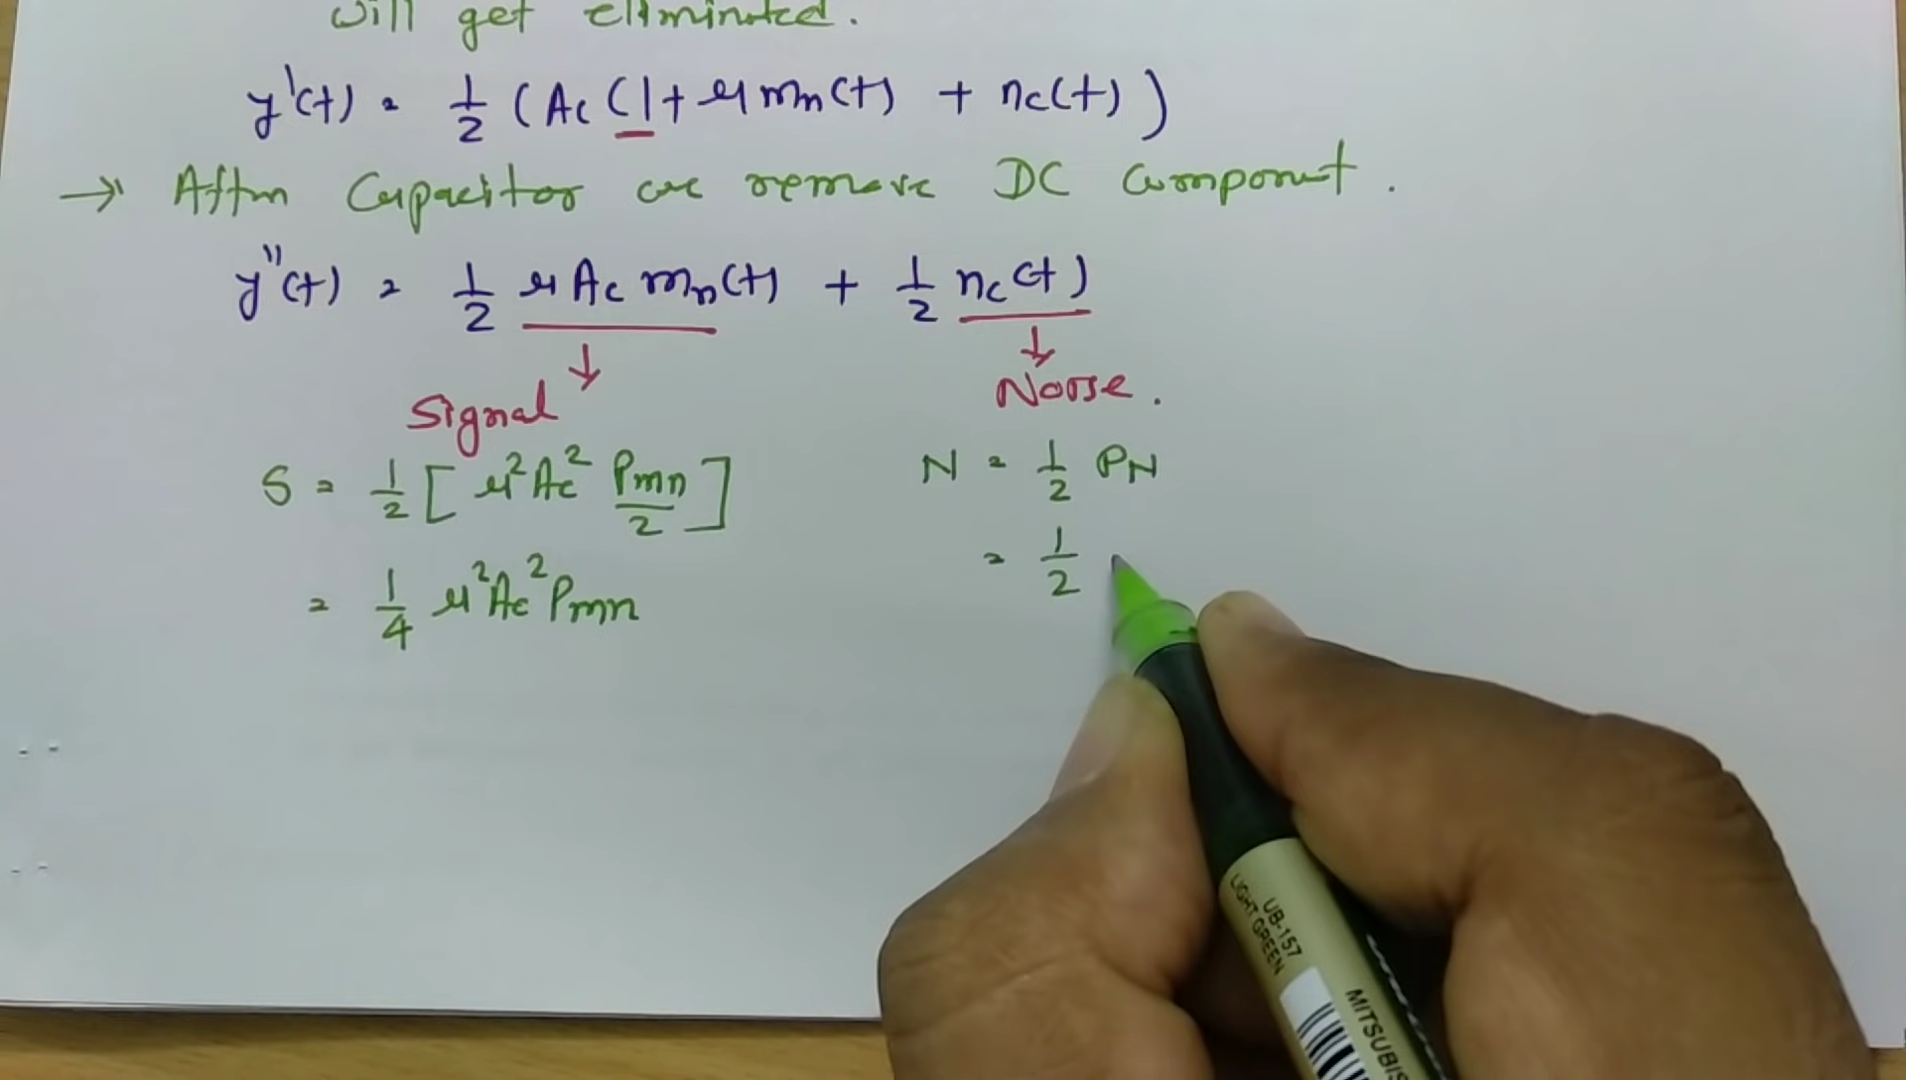 will get eliminated.
y'(t) = 1/2 (Ac (1 + μ mn(t) + nc(t))
→ After Capacitor we remove DC component.
y''(t) = 1/2 μ Ac mn(t) + 1/2 nc(t)
↓ ↓
Signal Noise.
S = 1/2 [μ² Ac² Pmn/2] N = 1/2 PN
= 1/4 μ² Ac² Pmn = 1/2
UB-157
LIGHT GREEN
MITSUBIS